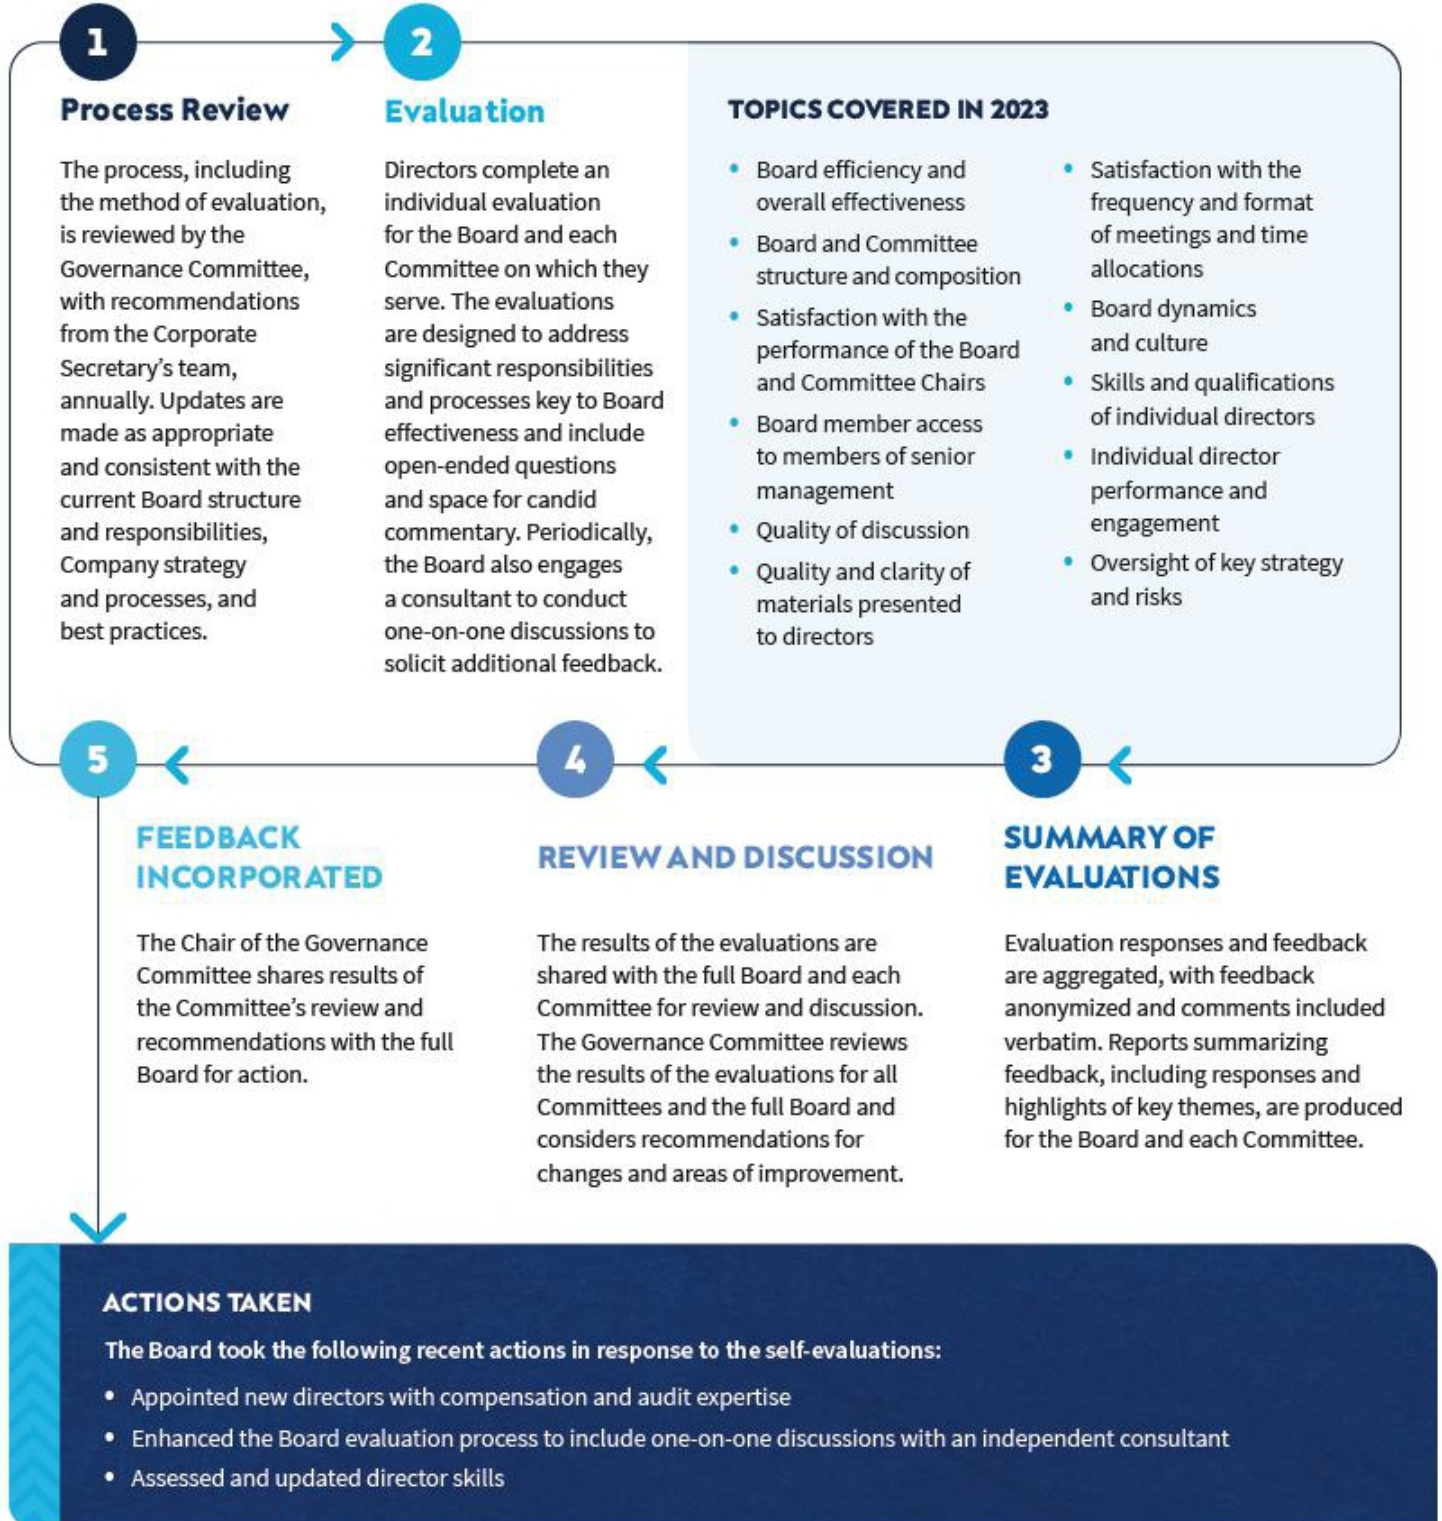 1
Process Review
The process, including
the method of evaluation,
is reviewed by the
Governance Committee,
with recommendations
from the Corporate
Secretary’s team,
annually. Updates are
made as appropriate
and consistent with the
current Board structure
and responsibilities,
Company strategy
and processes, and
best practices.
2
Evaluation
Directors complete an
individual evaluation
for the Board and each
Committee on which they
serve. The evaluations
are designed to address
significant responsibilities
and processes key to Board
effectiveness and include
open-ended questions
and space for candid
commentary. Periodically,
the Board also engages
a consultant to conduct
one-on-one discussions to
solicit additional feedback.
TOPICS COVERED IN 2023
• Board efficiency and
overall effectiveness
• Board and Committee
structure and composition
• Satisfaction with the
performance of the Board
and Committee Chairs
• Board member access
to members of senior
management
• Quality of discussion
• Quality and clarity of
materials presented
to directors
• Satisfaction with the
frequency and format
of meetings and time
allocations
• Board dynamics
and culture
• Skills and qualifications
of individual directors
• Individual director
performance and
engagement
• Oversight of key strategy
and risks
3
SUMMARY OF
EVALUATIONS
Evaluation responses and feedback
are aggregated, with feedback
anonymized and comments included
verbatim. Reports summarizing
feedback, including responses and
highlights of key themes, are produced
for the Board and each Committee.
4
REVIEW AND DISCUSSION
The results of the evaluations are
shared with the full Board and each
Committee for review and discussion.
The Governance Committee reviews
the results of the evaluations for all
Committees and the full Board and
considers recommendations for
changes and areas of improvement.
5
FEEDBACK
INCORPORATED
The Chair of the Governance
Committee shares results of
the Committee’s review and
recommendations with the full
Board for action.
ACTIONS TAKEN
The Board took the following recent actions in response to the self-evaluations:
• Appointed new directors with compensation and audit expertise
• Enhanced the Board evaluation process to include one-on-one discussions with an independent consultant
• Assessed and updated director skills